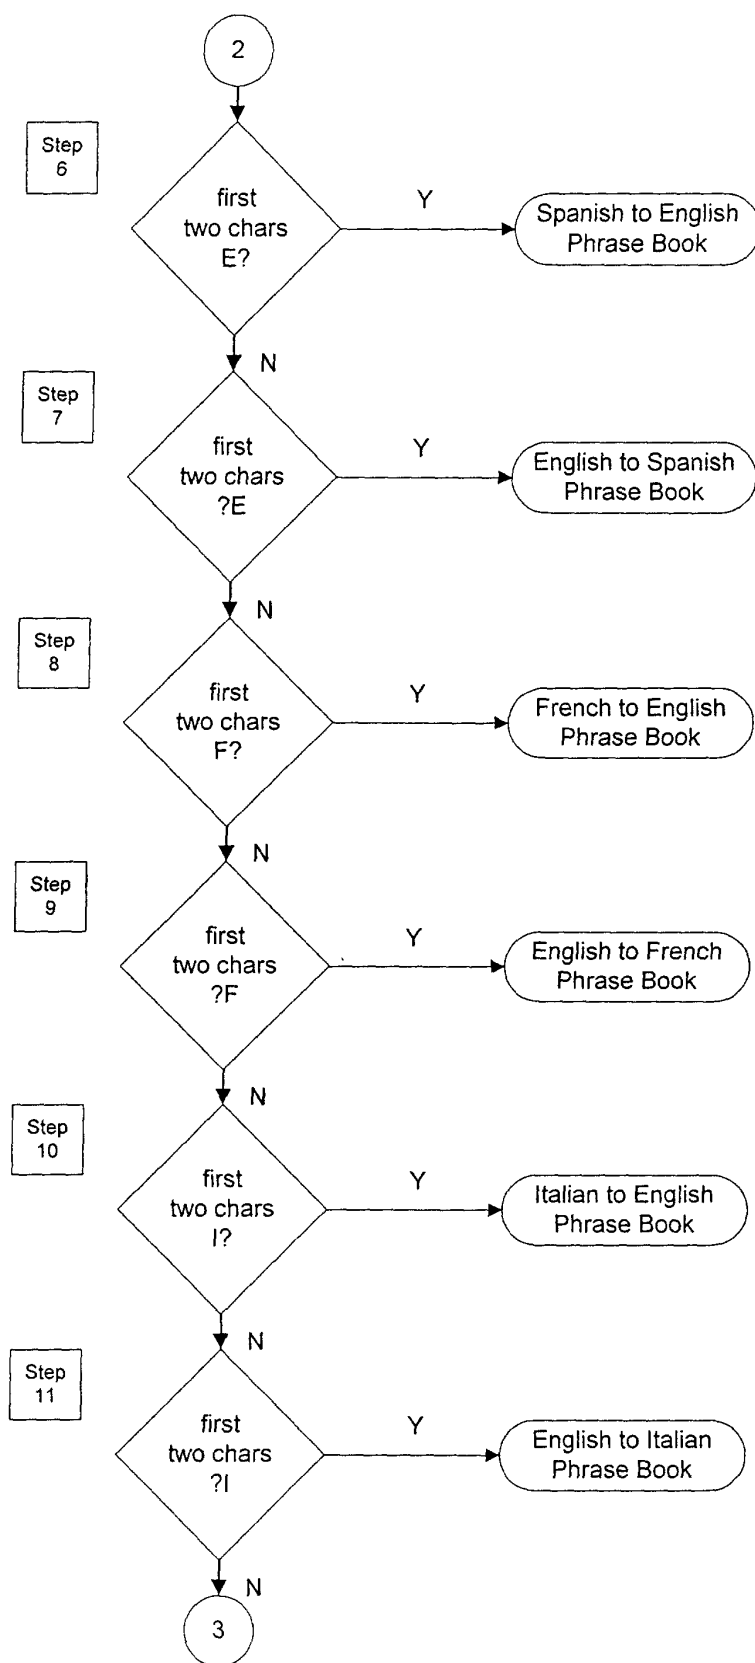 2
Step
6
first
two chars
E?
Y
Spanish to English
Phrase Book
N
Step
7
first
two chars
?E
Y
English to Spanish
Phrase Book
N
Step
8
first
two chars
F?
Y
French to English
Phrase Book
N
Step
9
first
two chars
?F
Y
English to French
Phrase Book
N
Step
10
first
two chars
I?
Y
Italian to English
Phrase Book
N
Step
11
first
two chars
?I
Y
English to Italian
Phrase Book
N
3